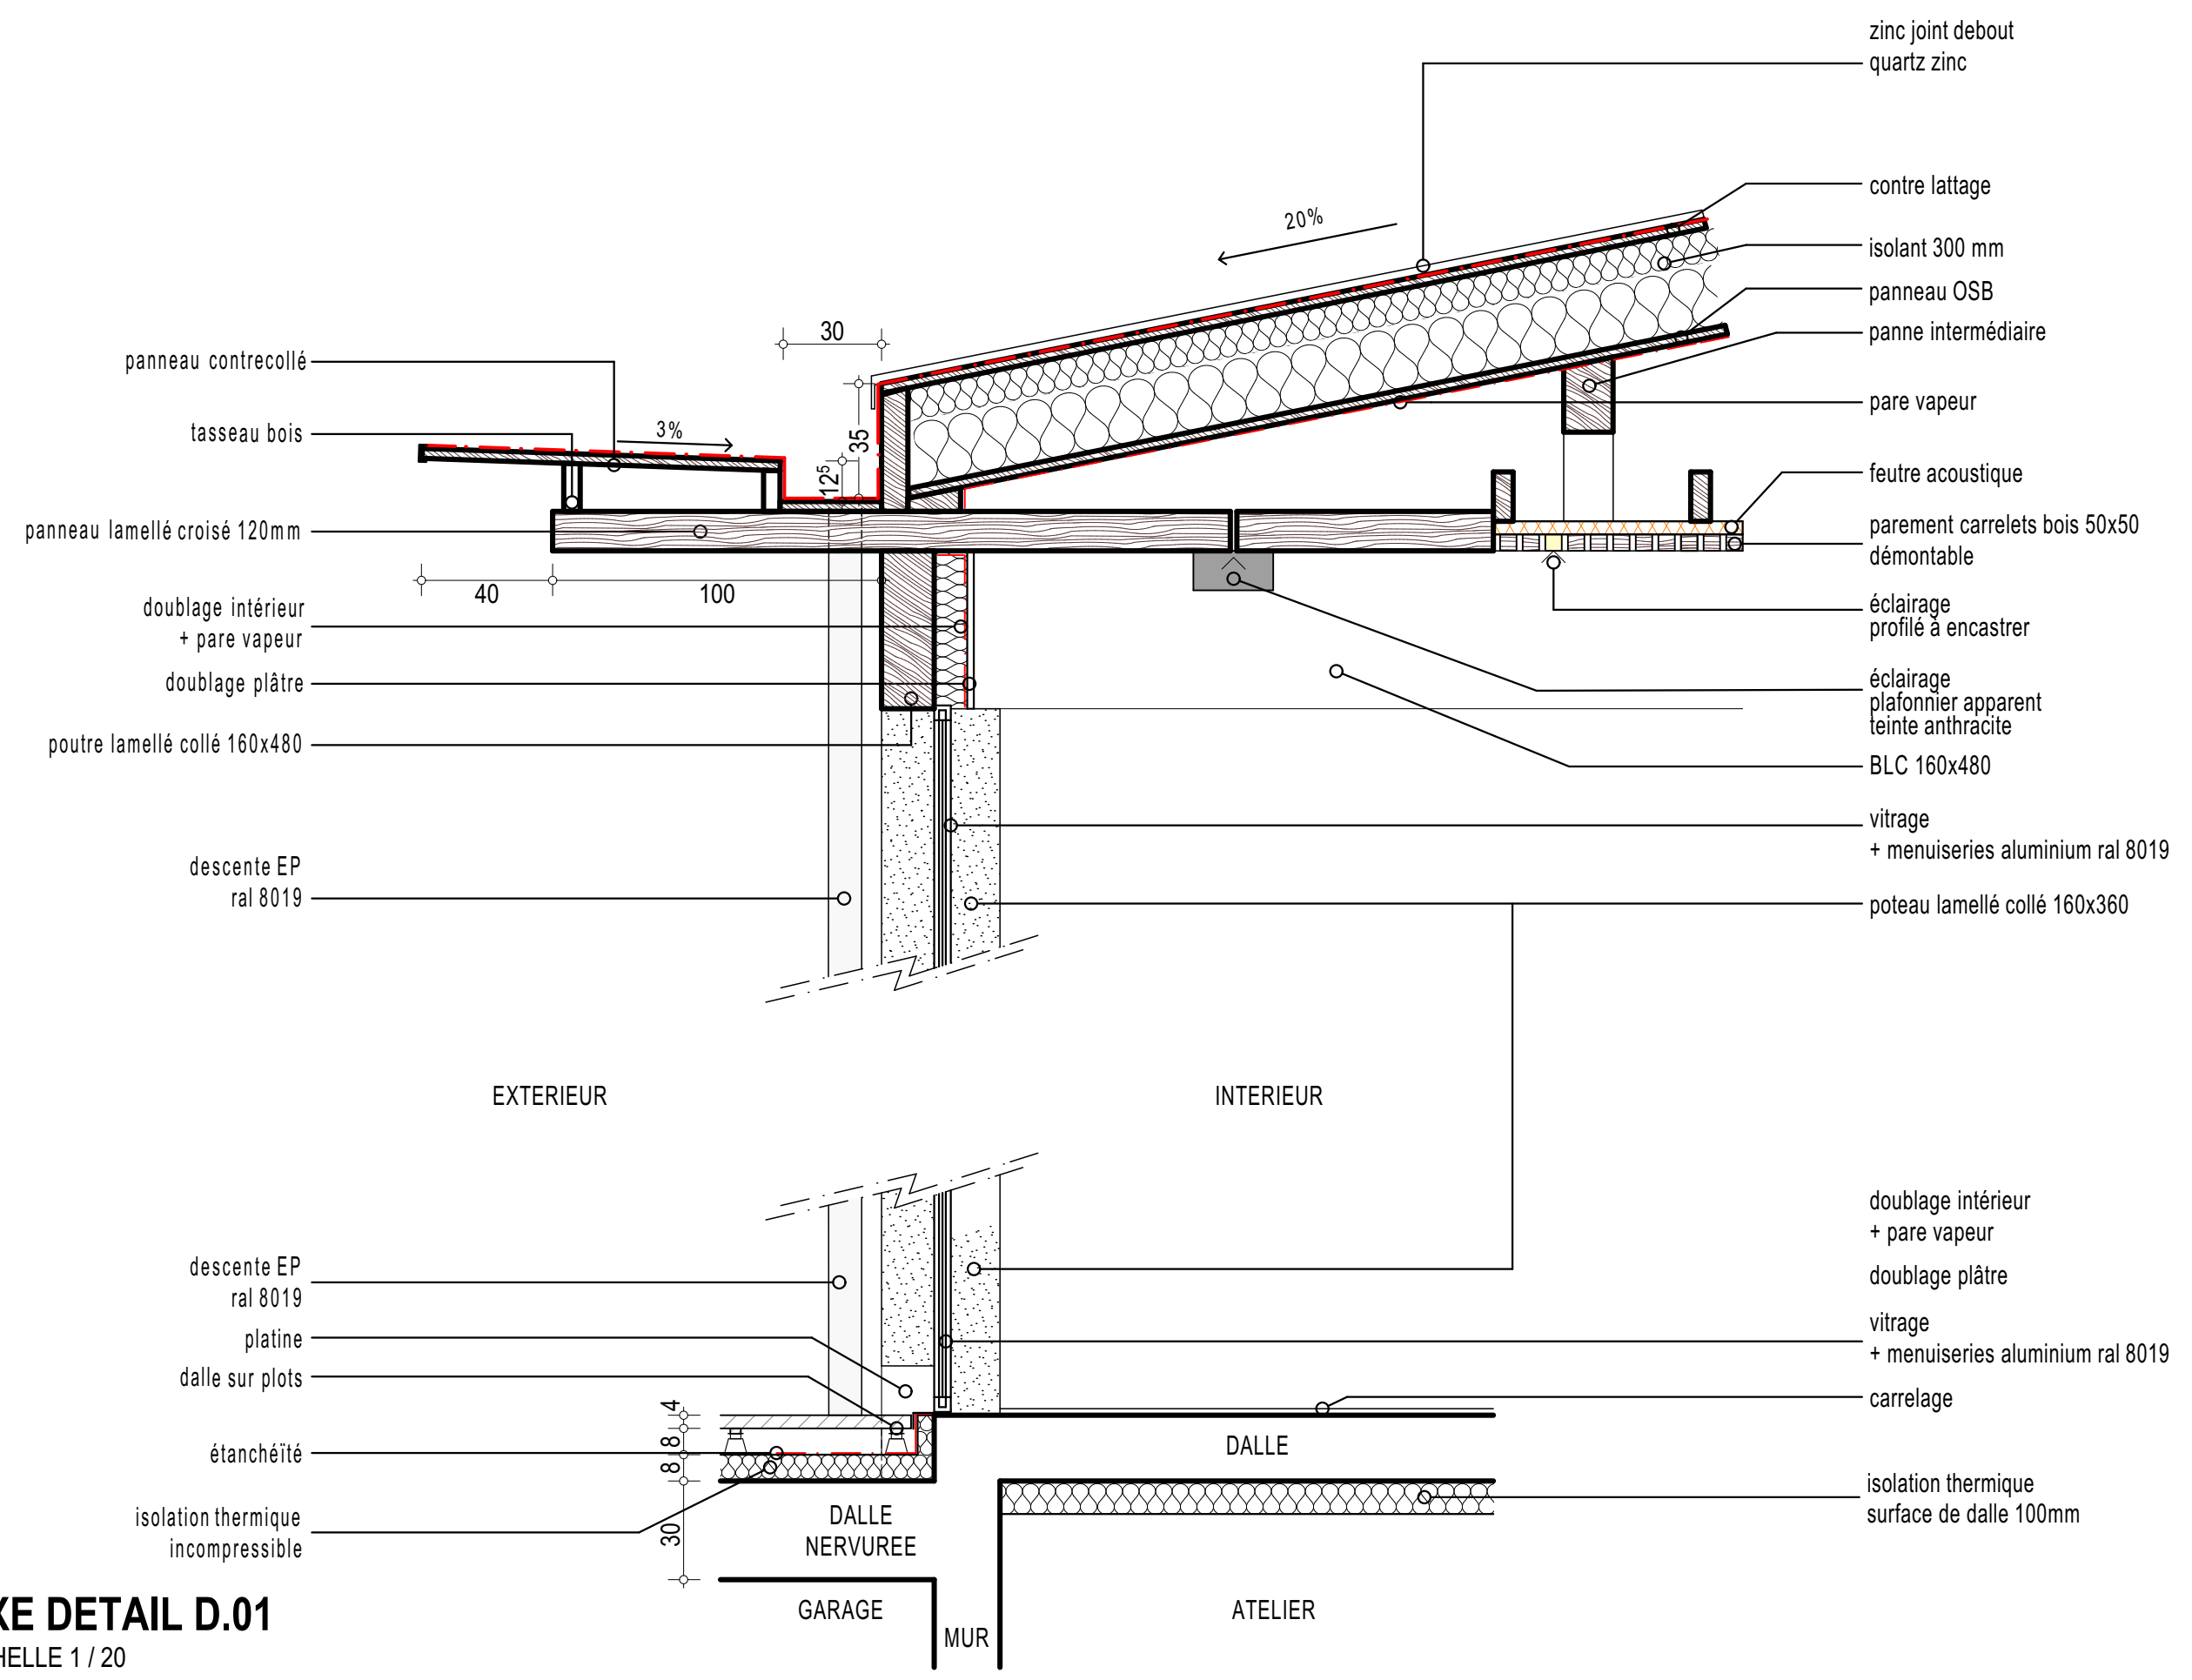 zinc joint debout
quartz zinc
contre lattage
isolant 300 mm
panneau OSB
panne intermédiaire
pare vapeur
feutre acoustique
parement carrelets bois 50x50
démontable
éclairage
profilé à encastrer
éclairage
plafonnier apparent
teinte anthracite
BLC 160x480
vitrage
+ menuiseries aluminium ral 8019
poteau lamellé collé 160x360
20%
30
35
12⁵
3%
40
100
panneau contrecollé
tasseau bois
panneau lamellé croisé 120mm
doublage intérieur
+ pare vapeur
doublage plâtre
poutre lamellé collé 160x480
descente EP
ral 8019
EXTERIEUR
INTERIEUR
descente EP
ral 8019
platine
dalle sur plots
étanchéïté
isolation thermique
incompressible
4
8
8
30
doublage intérieur
+ pare vapeur
doublage plâtre
vitrage
+ menuiseries aluminium ral 8019
carrelage
isolation thermique
surface de dalle 100mm
DALLE
DALLE
NERVUREE
GARAGE
MUR
ATELIER
XE DETAIL D.01
HELLE 1 / 20